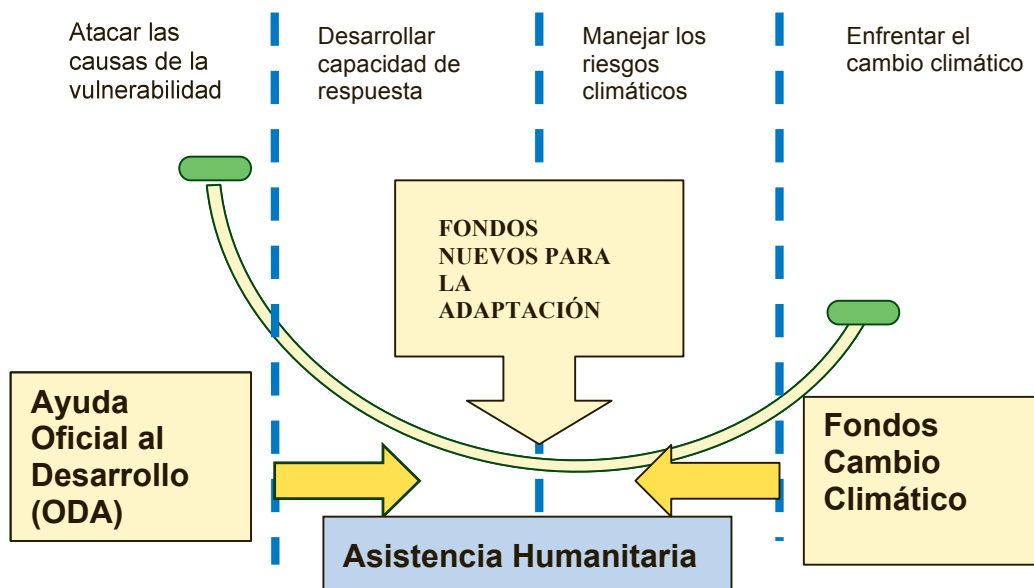 Atacar las
causas de la
vulnerabilidad
Desarrollar
capacidad de
respuesta
Manejar los
riesgos
climáticos
Enfrentar el
cambio climático
FONDOS
NUEVOS PARA
LA
ADAPTACIÓN
Ayuda
Oficial al
Desarrollo
(ODA)
Fondos
Cambio
Climático
Asistencia Humanitaria